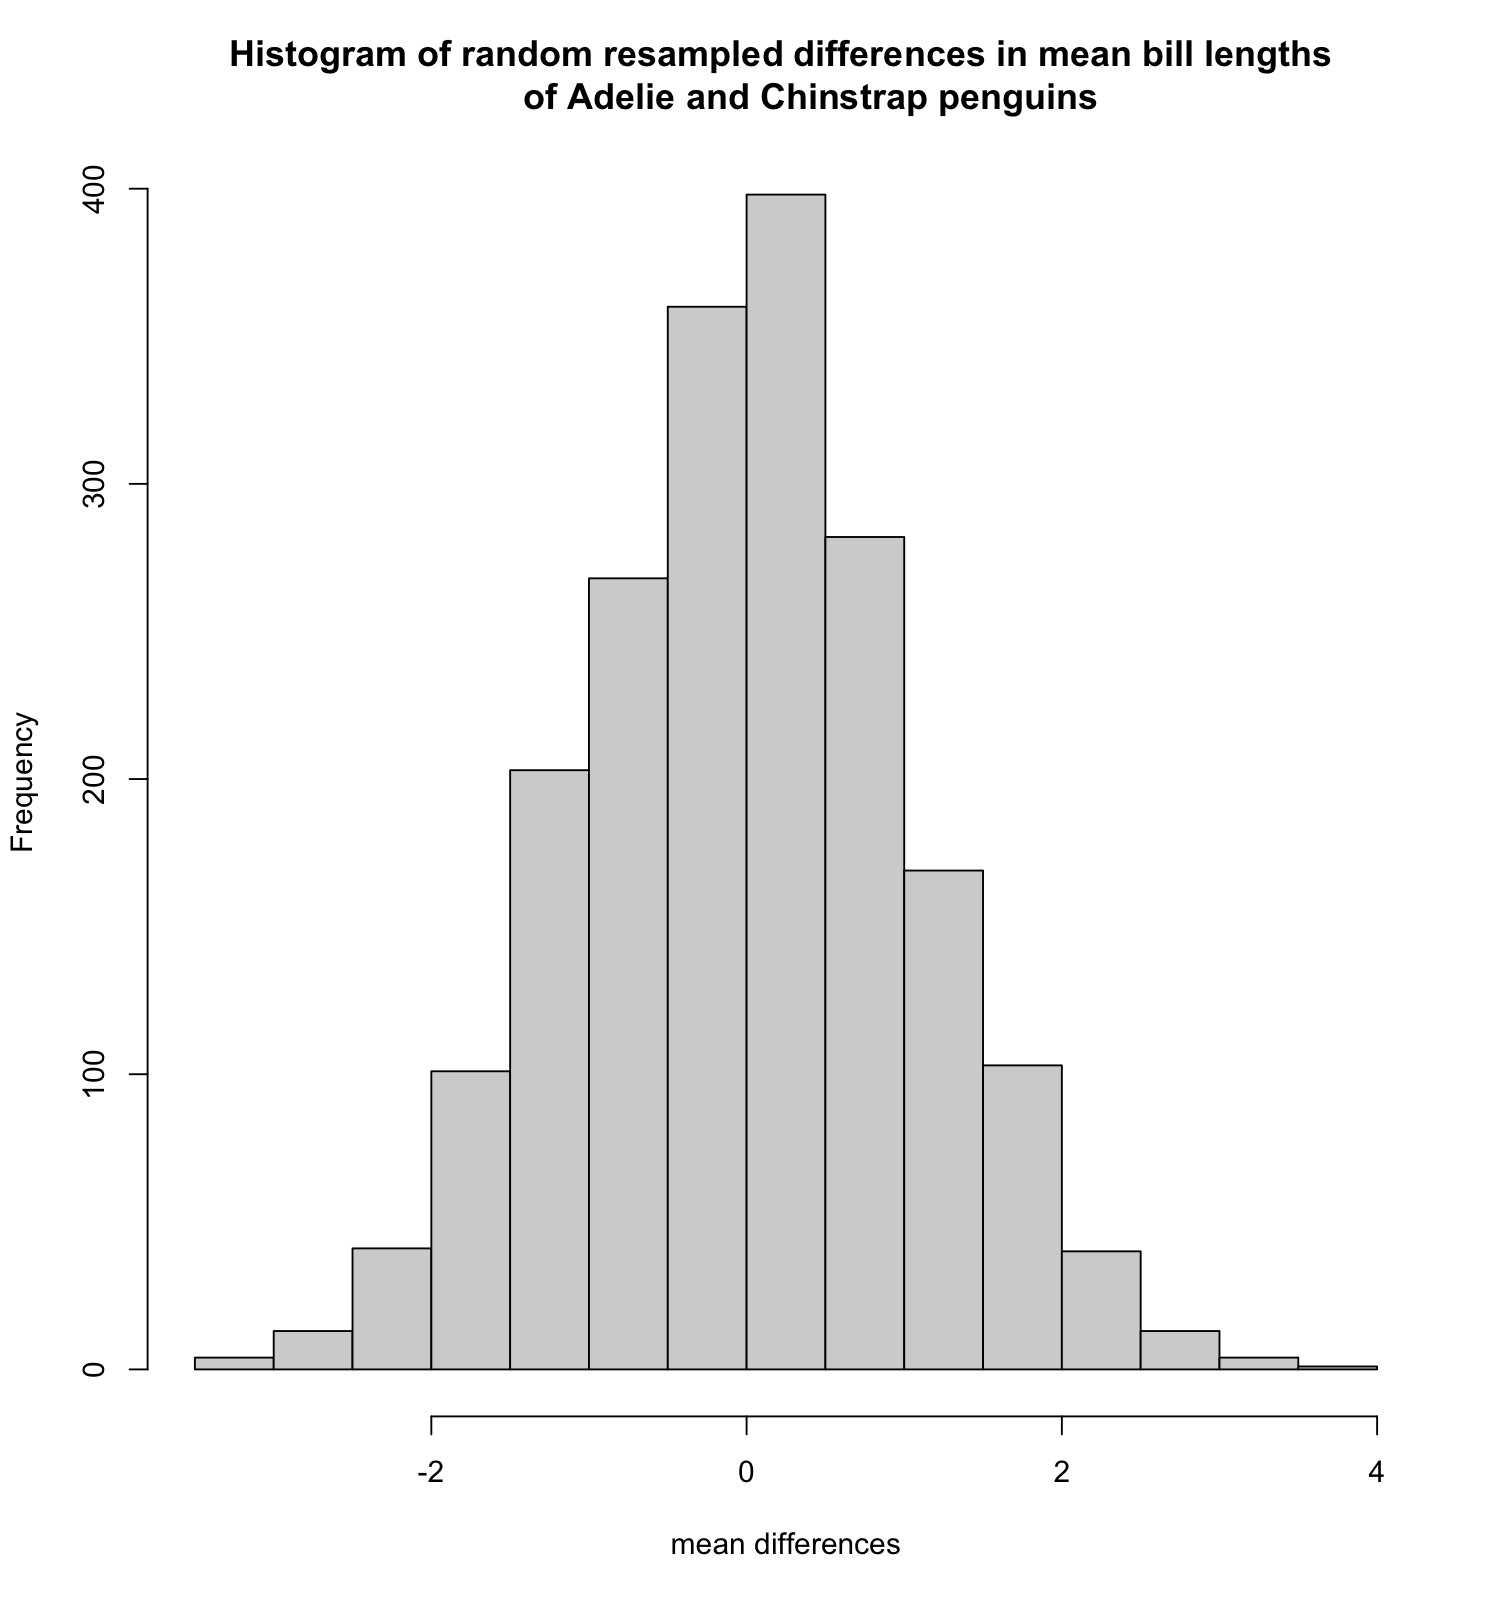 Histogram of random resampled differences in mean bill lengths
of Adelie and Chinstrap penguins
400
300
200
100
0
Frequency
-2 0 2 4
mean differences